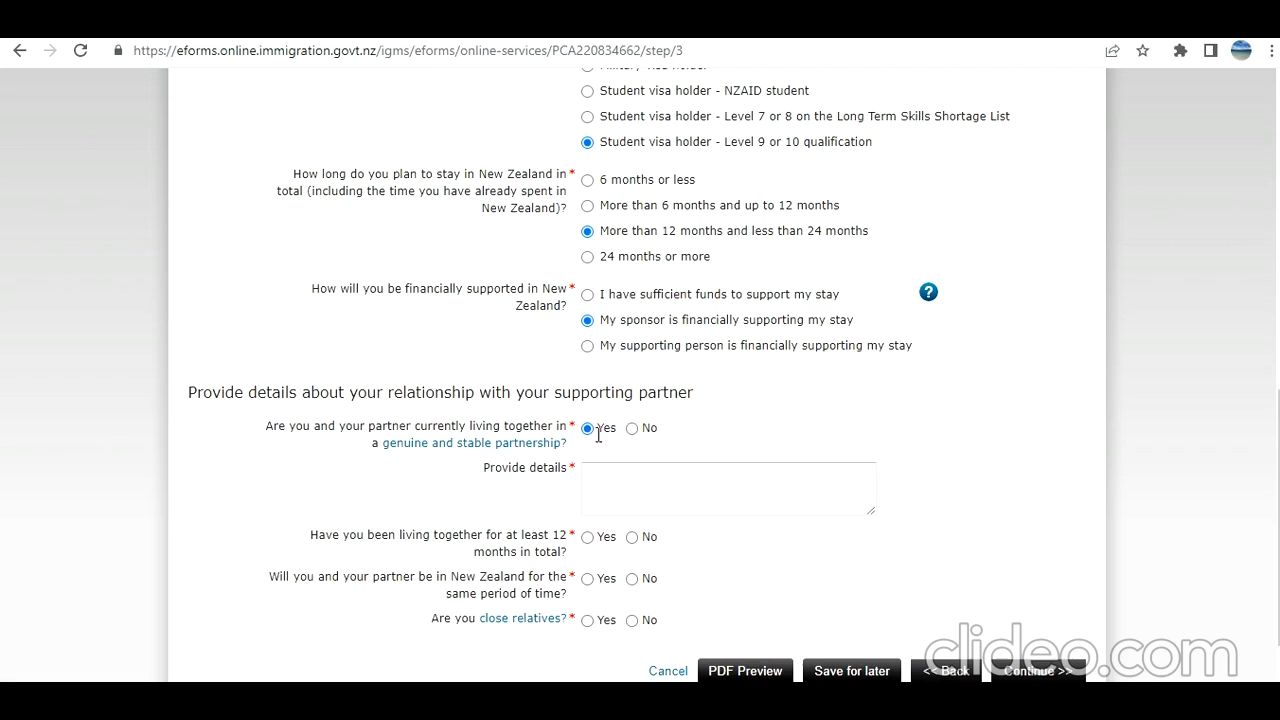 https://eforms.online.immigration.govt.nz/igms/eforms/online-services/PCA220834662/step/3
Military visa holder
Student visa holder - NZAID student
Student visa holder - Level 7 or 8 on the Long Term Skills Shortage List
Student visa holder - Level 9 or 10 qualification
How long do you plan to stay in New Zealand in *
total (including the time you have already spent in
New Zealand)?
6 months or less
More than 6 months and up to 12 months
More than 12 months and less than 24 months
24 months or more
How will you be financially supported in New *
Zealand?
I have sufficient funds to support my stay
?
My sponsor is financially supporting my stay
My supporting person is financially supporting my stay
Provide details about your relationship with your supporting partner
Are you and your partner currently living together in *
a genuine and stable partnership?
Yes No
Provide details *
Have you been living together for at least 12 *
months in total?
Yes No
Will you and your partner be in New Zealand for the *
same period of time?
Yes No
Are you close relatives? * Yes No
Cancel PDF Preview Save for later << Back Continue >>
clideo.com